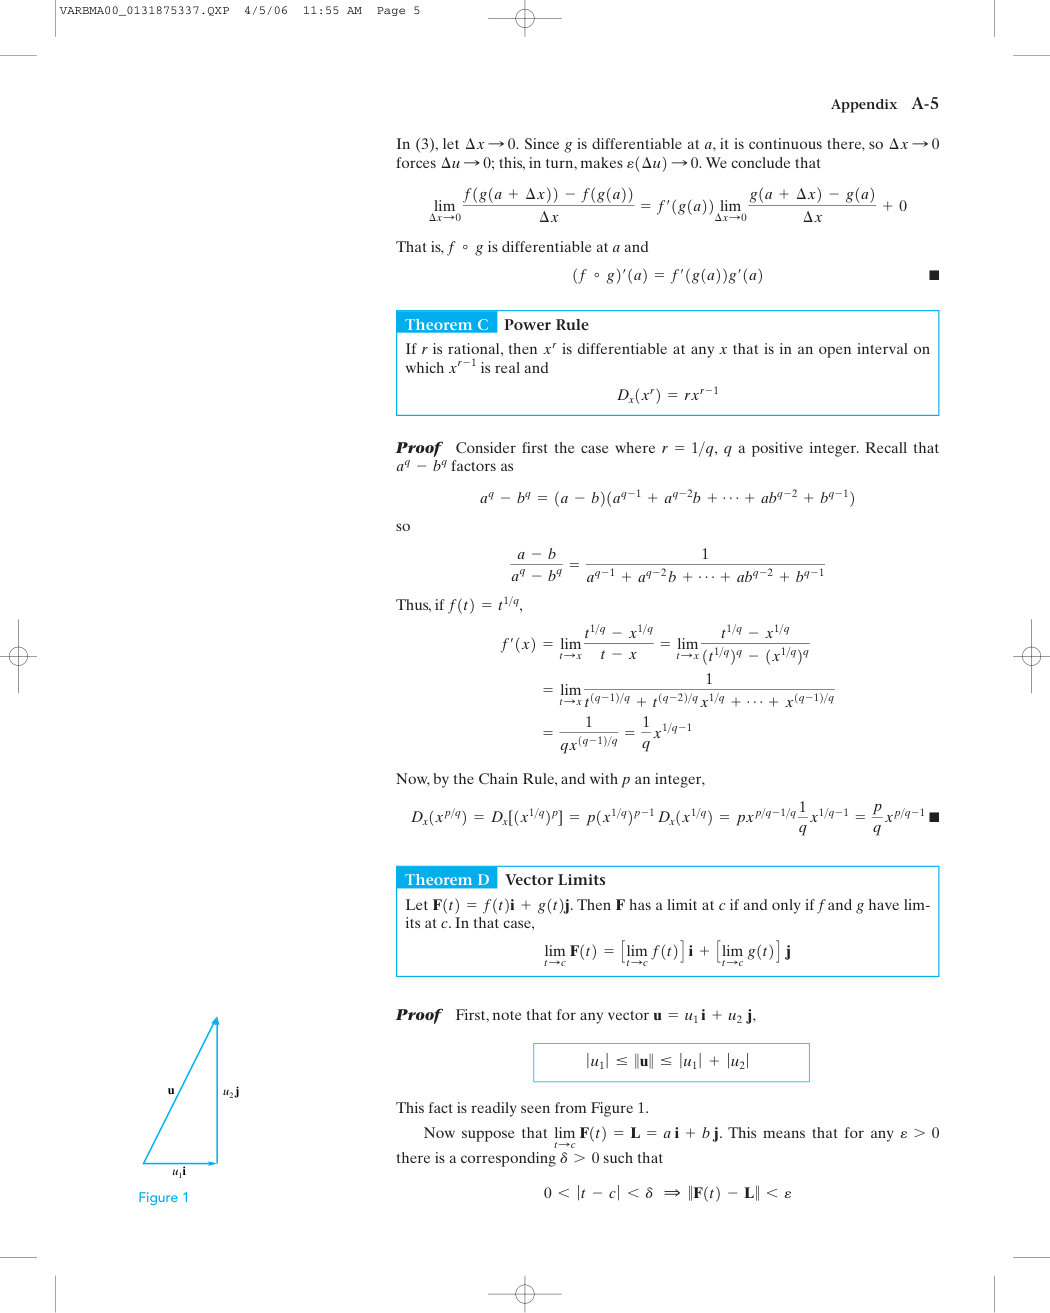 VARBMA00_0131875337.QXP 4/5/06 11:55 AM Page 5
Appendix A-5
In (3), let Δx → 0. Since g is differentiable at a, it is continuous there, so Δx → 0
forces Δu → 0; this, in turn, makes ε(Δu) → 0. We conclude that
lim_{Δx→0} (f(g(a + Δx)) − f(g(a)))/Δx = f′(g(a)) lim_{Δx→0} (g(a + Δx) − g(a))/Δx + 0
That is, f ∘ g is differentiable at a and
(f ∘ g)′(a) = f′(g(a))g′(a) ■
Theorem C Power Rule
If r is rational, then x^r is differentiable at any x that is in an open interval on
which x^{r−1} is real and
D_x(x^r) = rx^{r−1}
Proof Consider first the case where r = 1/q, q a positive integer. Recall that
a^q − b^q factors as
a^q − b^q = (a − b)(a^{q−1} + a^{q−2}b + ⋯ + ab^{q−2} + b^{q−1})
so
(a − b)/(a^q − b^q) = 1/(a^{q−1} + a^{q−2}b + ⋯ + ab^{q−2} + b^{q−1})
Thus, if f(t) = t^{1/q},
f′(x) = lim_{t→x} (t^{1/q} − x^{1/q})/(t − x) = lim_{t→x} (t^{1/q} − x^{1/q})/((t^{1/q})^q − (x^{1/q})^q)
= lim_{t→x} 1/(t^{(q−1)/q} + t^{(q−2)/q}x^{1/q} + ⋯ + x^{(q−1)/q})
= 1/(qx^{(q−1)/q}) = (1/q)x^{1/q−1}
Now, by the Chain Rule, and with p an integer,
D_x(x^{p/q}) = D_x[(x^{1/q})^p] = p(x^{1/q})^{p−1} D_x(x^{1/q}) = px^{p/q−1/q} (1/q)x^{1/q−1} = (p/q)x^{p/q−1} ■
Theorem D Vector Limits
Let F(t) = f(t)i + g(t)j. Then F has a limit at c if and only if f and g have lim-
its at c. In that case,
lim_{t→c} F(t) = [lim_{t→c} f(t)] i + [lim_{t→c} g(t)] j
Proof First, note that for any vector u = u₁ i + u₂ j,
|u₁| ≤ ‖u‖ ≤ |u₁| + |u₂|
This fact is readily seen from Figure 1.
Now suppose that lim_{t→c} F(t) = L = a i + b j. This means that for any ε > 0
there is a corresponding δ > 0 such that
0 < |t − c| < δ ⇒ ‖F(t) − L‖ < ε
u
u₂ j
u₁i
Figure 1